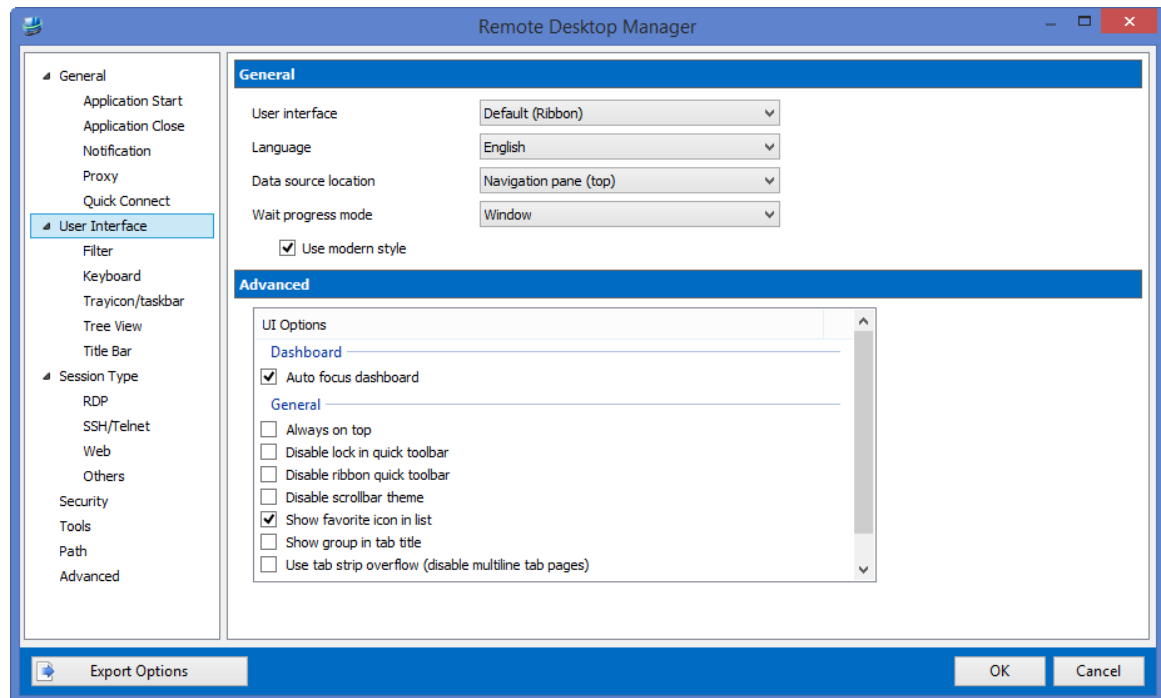 Remote Desktop Manager
General
Application Start
Application Close
Notification
Proxy
Quick Connect
User Interface
Filter
Keyboard
Trayicon/taskbar
Tree View
Title Bar
Session Type
RDP
SSH/Telnet
Web
Others
Security
Tools
Path
Advanced
General
User interface Default (Ribbon)
Language English
Data source location Navigation pane (top)
Wait progress mode Window
Use modern style
Advanced
UI Options
Dashboard
Auto focus dashboard
General
Always on top
Disable lock in quick toolbar
Disable ribbon quick toolbar
Disable scrollbar theme
Show favorite icon in list
Show group in tab title
Use tab strip overflow (disable multiline tab pages)
Export Options OK Cancel